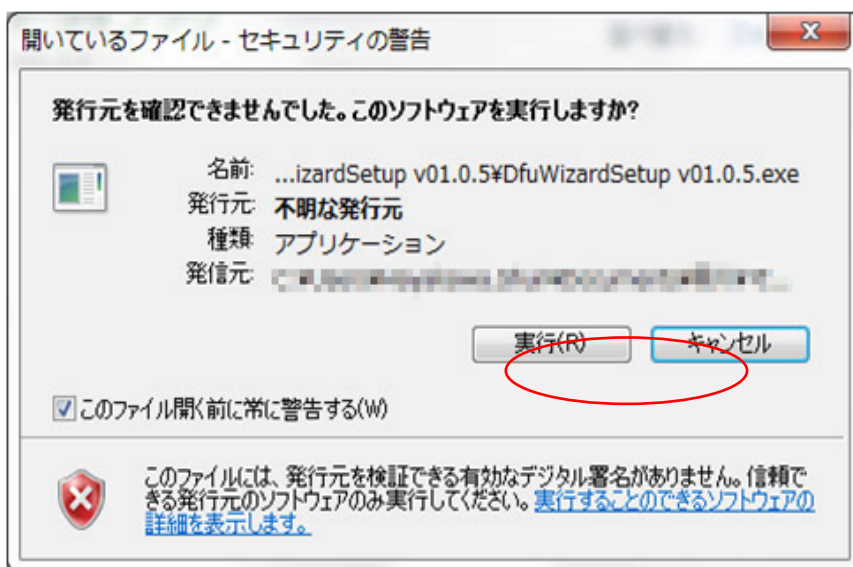 開いているファイル - セキュリティの警告
発行元を確認できませんでした。このソフトウェアを実行しますか?
名前: ...izardSetup v01.0.5¥DfuWizardSetup v01.0.5.exe
発行元: 不明な発行元
種類: アプリケーション
発信元:
実行(R) キャンセル
このファイル開く前に常に警告する(W)
このファイルには、発行元を検証できる有効なデジタル署名がありません。信頼で
きる発行元のソフトウェアのみ実行してください。実行することのできるソフトウェアの
詳細を表示します。